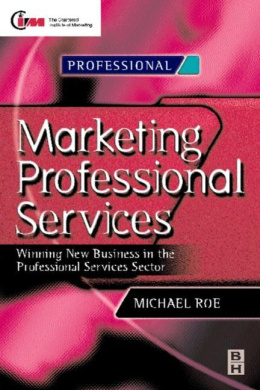 CIM
The Chartered
Institute of Marketing
PROFESSIONAL
Marketing
Professional
Services
Winning New Business in the
Professional Services Sector
MICHAEL ROE
B
H